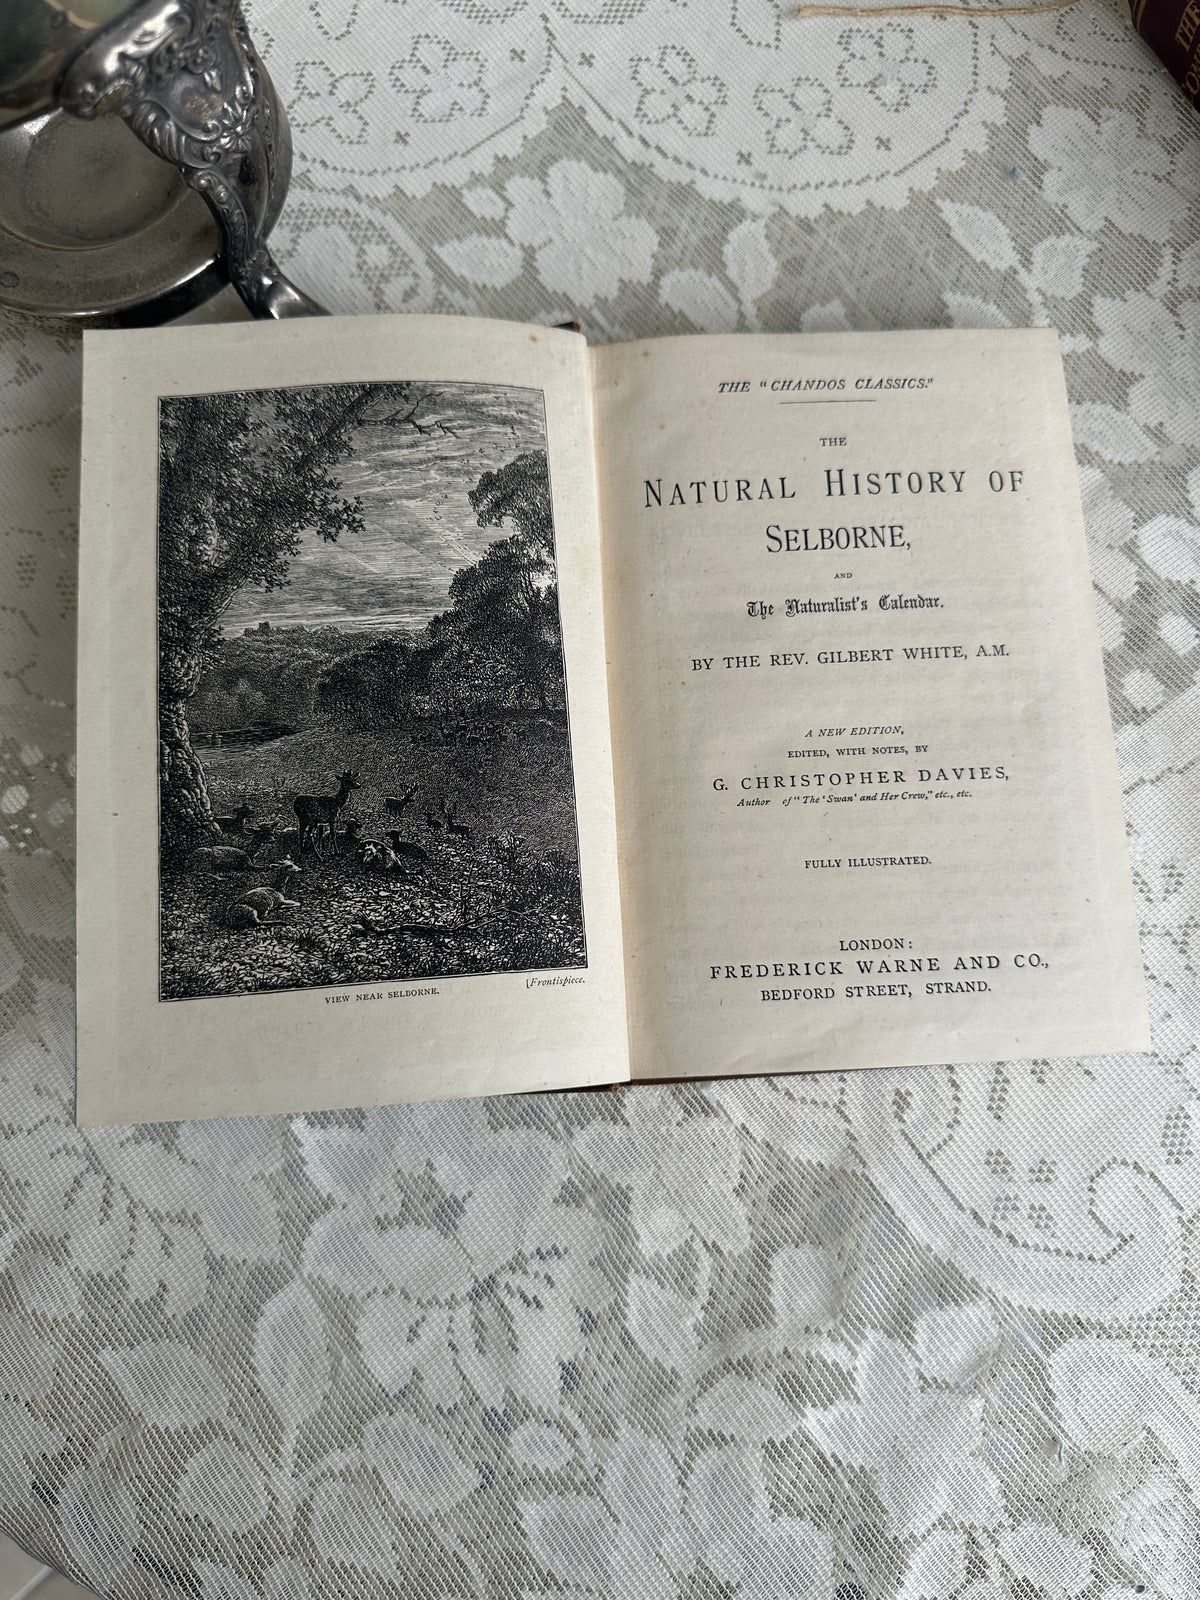 VIEW NEAR SELBORNE.
[Frontispiece.
THE "CHANDOS CLASSICS."
THE
NATURAL HISTORY OF
SELBORNE,
AND
The Naturalist's Calendar.
BY THE REV. GILBERT WHITE, A.M.
A NEW EDITION,
EDITED, WITH NOTES, BY
G. CHRISTOPHER DAVIES,
Author of "The 'Swan' and Her Crew," etc., etc.
FULLY ILLUSTRATED.
LONDON:
FREDERICK WARNE AND CO.,
BEDFORD STREET, STRAND.
THE